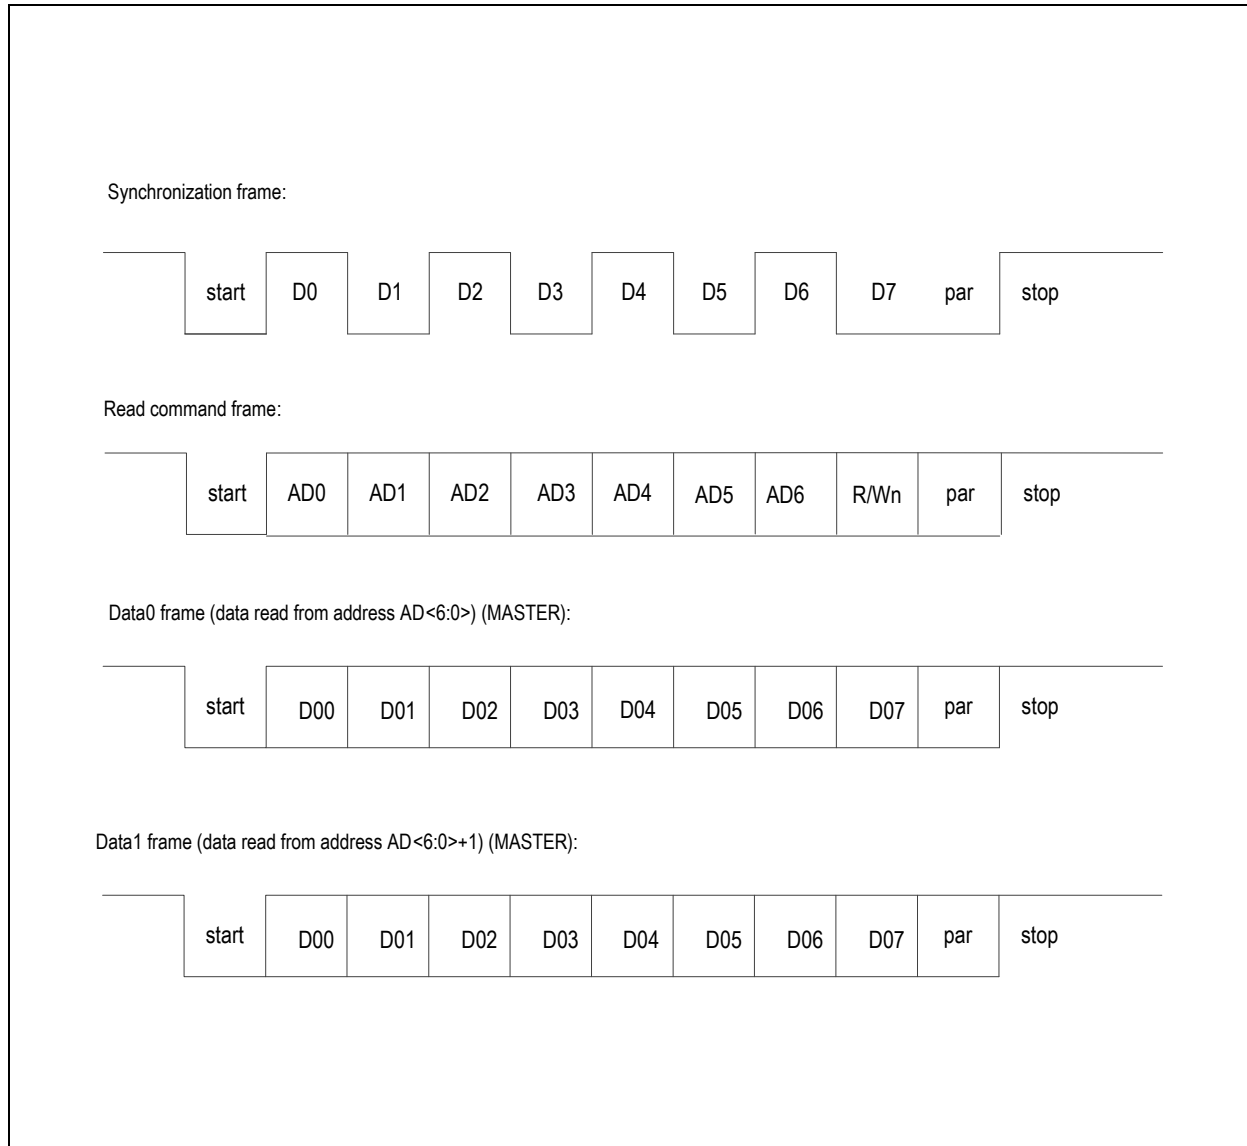 Synchronization frame:
start D0 D1 D2 D3 D4 D5 D6 D7 par stop
Read command frame:
start AD0 AD1 AD2 AD3 AD4 AD5 AD6 R/Wn par stop
Data0 frame (data read from address AD<6:0>) (MASTER):
start D00 D01 D02 D03 D04 D05 D06 D07 par stop
Data1 frame (data read from address AD<6:0>+1) (MASTER):
start D00 D01 D02 D03 D04 D05 D06 D07 par stop